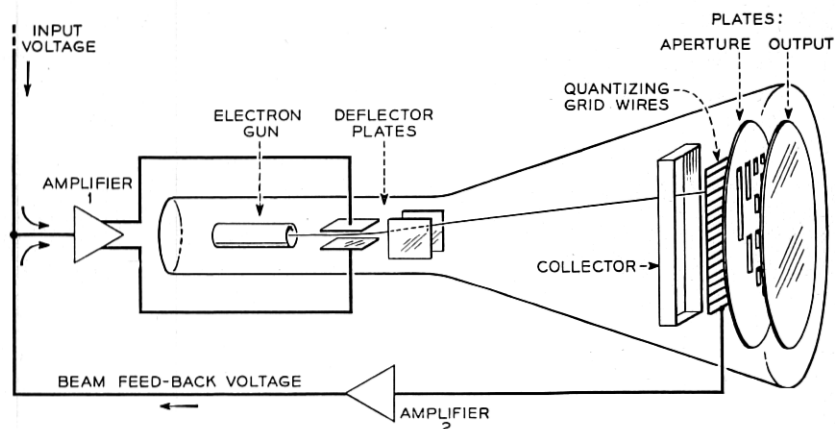 INPUT
VOLTAGE
PLATES:
APERTURE OUTPUT
QUANTIZING
GRID WIRES
ELECTRON
GUN
DEFLECTOR
PLATES
AMPLIFIER
1
COLLECTOR
BEAM FEED-BACK VOLTAGE
AMPLIFIER
2